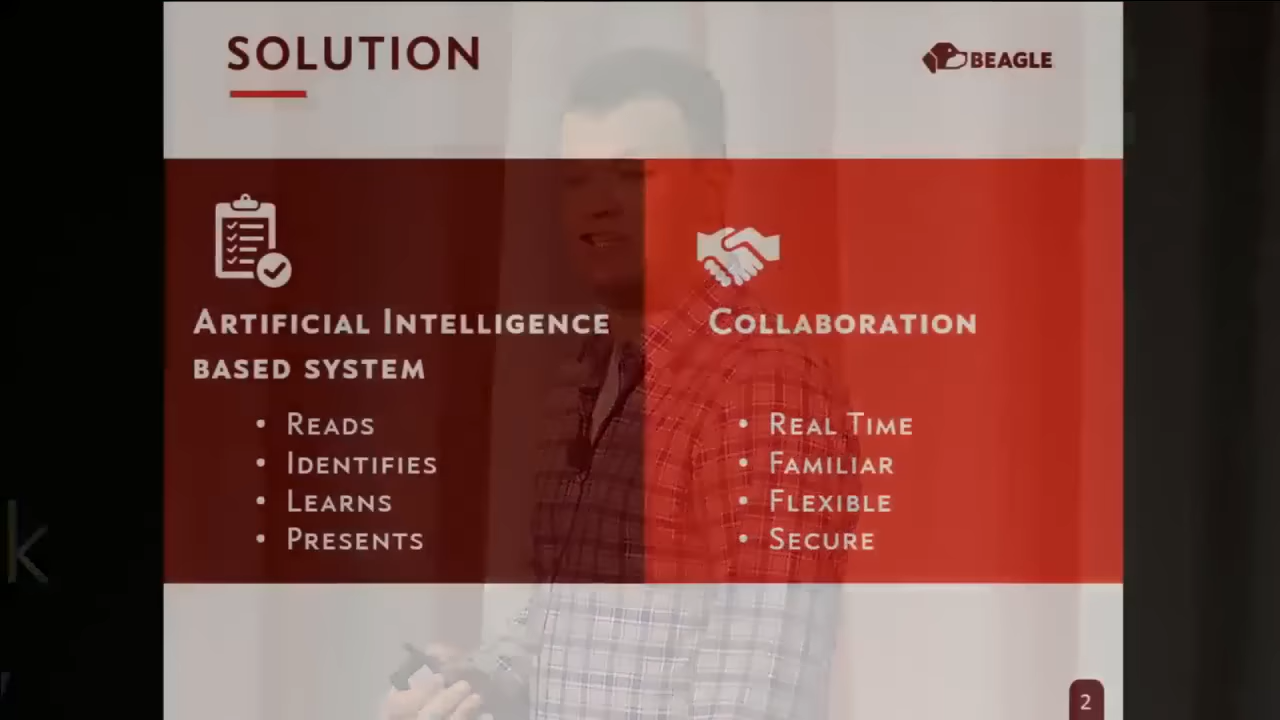 SOLUTION
BEAGLE
ARTIFICIAL INTELLIGENCE
BASED SYSTEM
• READS
• IDENTIFIES
• LEARNS
• PRESENTS
COLLABORATION
• REAL TIME
• FAMILIAR
• FLEXIBLE
• SECURE
2
k